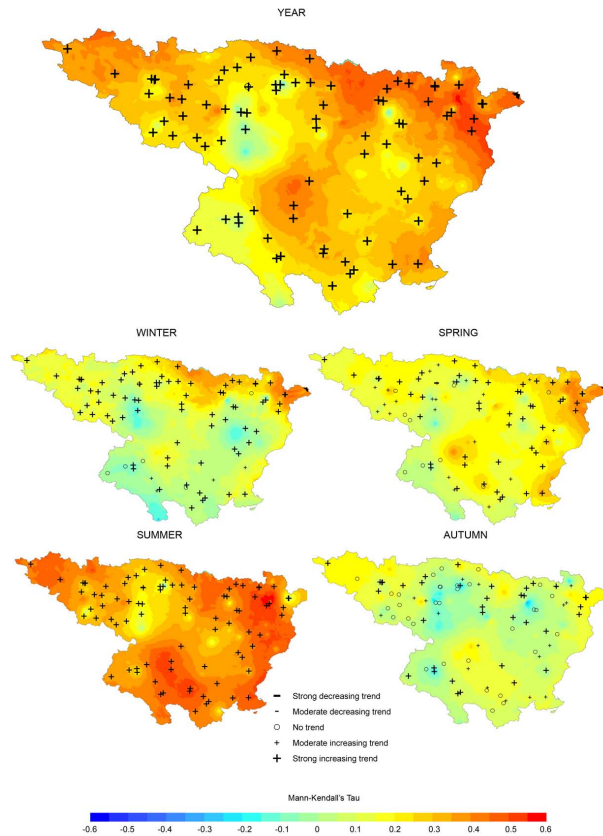 YEAR
WINTER
SPRING
SUMMER
AUTUMN
Strong decreasing trend
Moderate decreasing trend
No trend
Moderate increasing trend
Strong increasing trend
Mann-Kendall's Tau
-0.6 -0.5 -0.4 -0.3 -0.2 -0.1 0 0.1 0.2 0.3 0.4 0.5 0.6